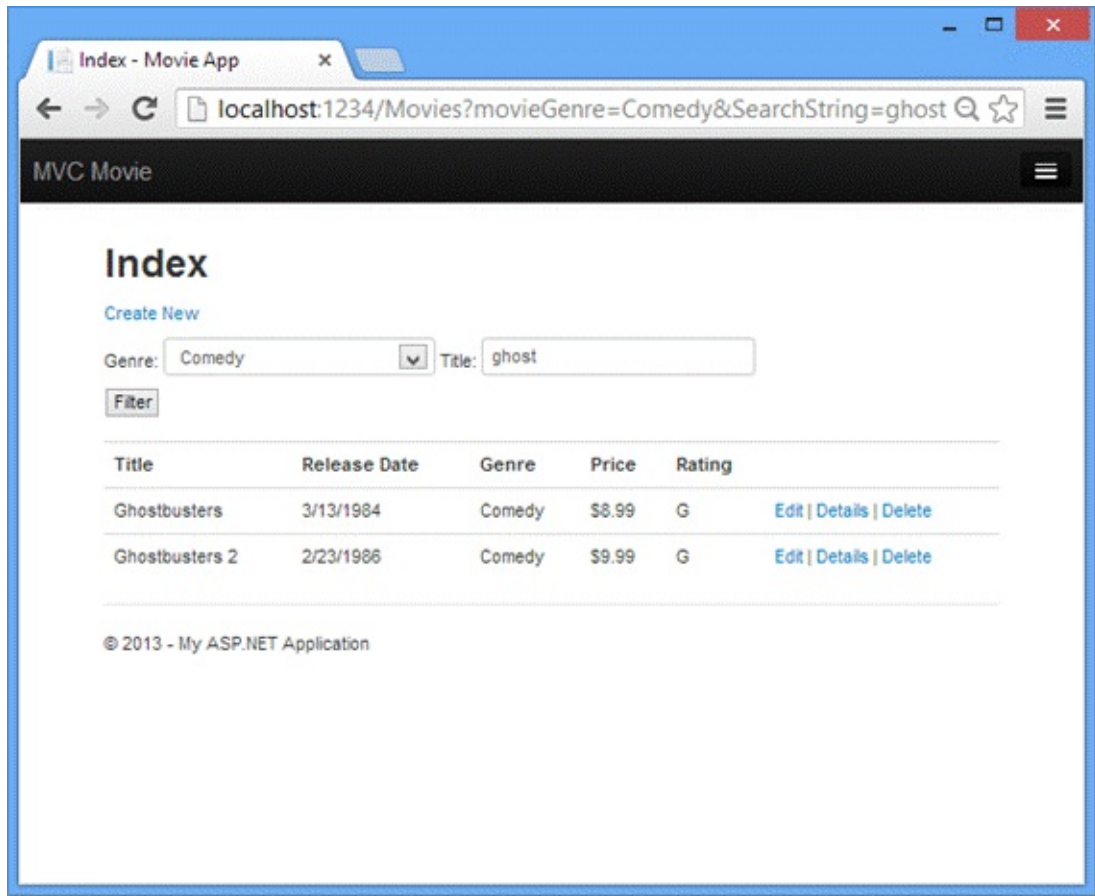 Index - Movie App
localhost:1234/Movies?movieGenre=Comedy&SearchString=ghost
MVC Movie
Index
Create New
Genre: Comedy Title: ghost
Filter
Title Release Date Genre Price Rating
Ghostbusters 3/13/1984 Comedy $8.99 G Edit | Details | Delete
Ghostbusters 2 2/23/1986 Comedy $9.99 G Edit | Details | Delete
© 2013 - My ASP.NET Application